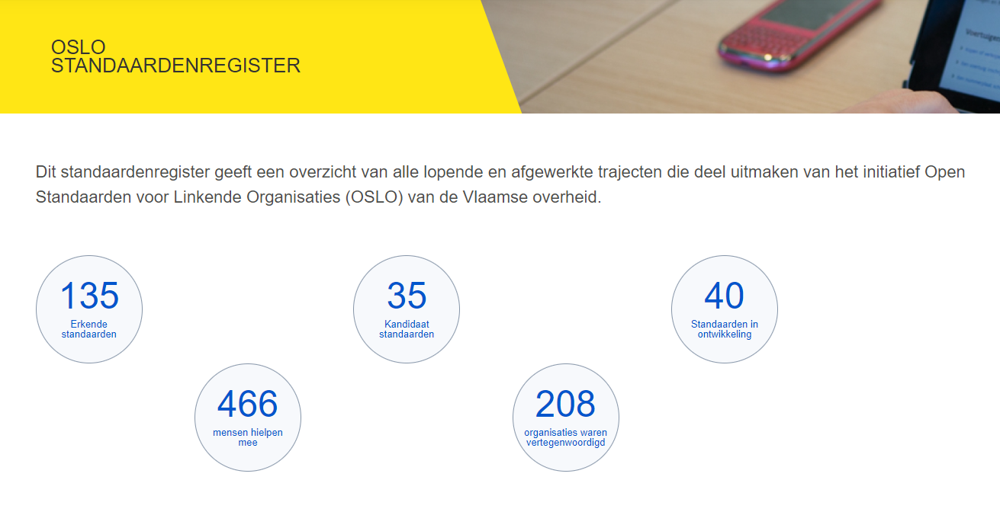 OSLO
STANDAARDENREGISTER
Voertuigen
Dit standaardenregister geeft een overzicht van alle lopende en afgewerkte trajecten die deel uitmaken van het initiatief Open
Standaarden voor Linkende Organisaties (OSLO) van de Vlaamse overheid.
135
Erkende
standaarden
35
Kandidaat
standaarden
40
Standaarden in
ontwikkeling
466
mensen hielpen
mee
208
organisaties waren
vertegenwoordigd